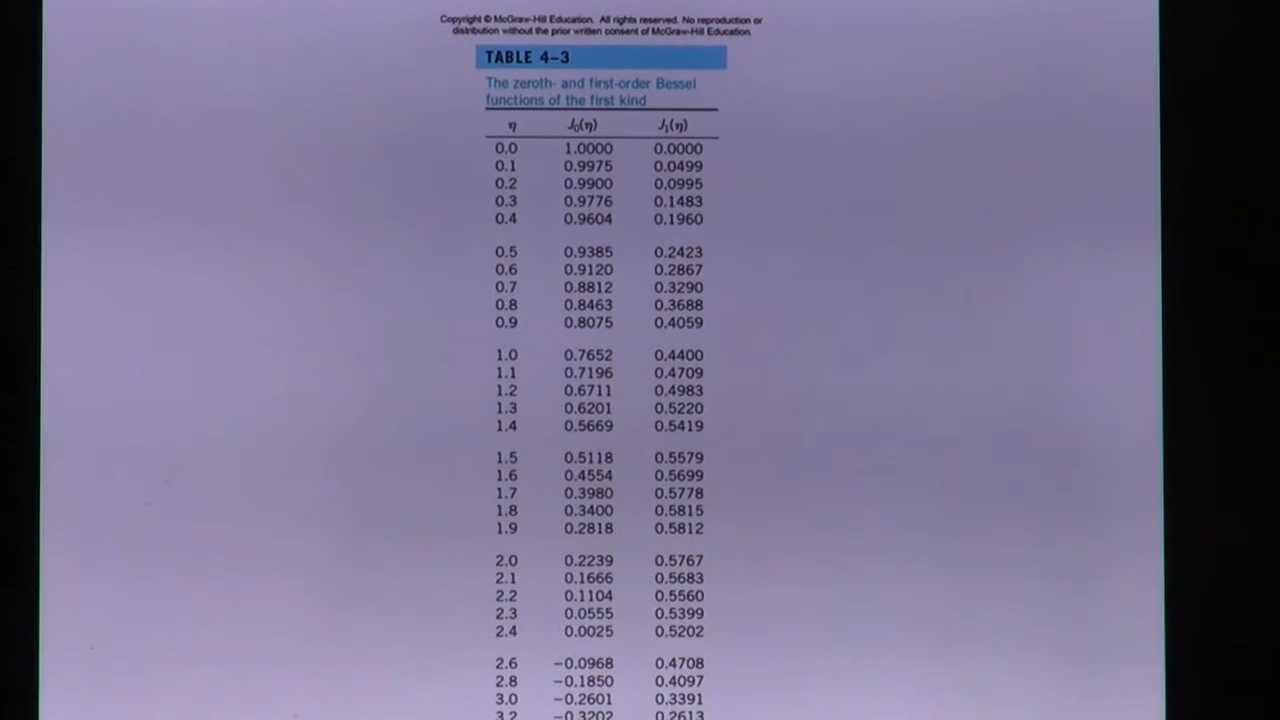 Copyright © McGraw-Hill Education. All rights reserved. No reproduction or
distribution without the prior written consent of McGraw-Hill Education.
TABLE 4–3
The zeroth- and first-order Bessel
functions of the first kind
η J₀(η) J₁(η)
0.0 1.0000 0.0000
0.1 0.9975 0.0499
0.2 0.9900 0.0995
0.3 0.9776 0.1483
0.4 0.9604 0.1960
0.5 0.9385 0.2423
0.6 0.9120 0.2867
0.7 0.8812 0.3290
0.8 0.8463 0.3688
0.9 0.8075 0.4059
1.0 0.7652 0.4400
1.1 0.7196 0.4709
1.2 0.6711 0.4983
1.3 0.6201 0.5220
1.4 0.5669 0.5419
1.5 0.5118 0.5579
1.6 0.4554 0.5699
1.7 0.3980 0.5778
1.8 0.3400 0.5815
1.9 0.2818 0.5812
2.0 0.2239 0.5767
2.1 0.1666 0.5683
2.2 0.1104 0.5560
2.3 0.0555 0.5399
2.4 0.0025 0.5202
2.6 −0.0968 0.4708
2.8 −0.1850 0.4097
3.0 −0.2601 0.3391
3.2 −0.3202 0.2613